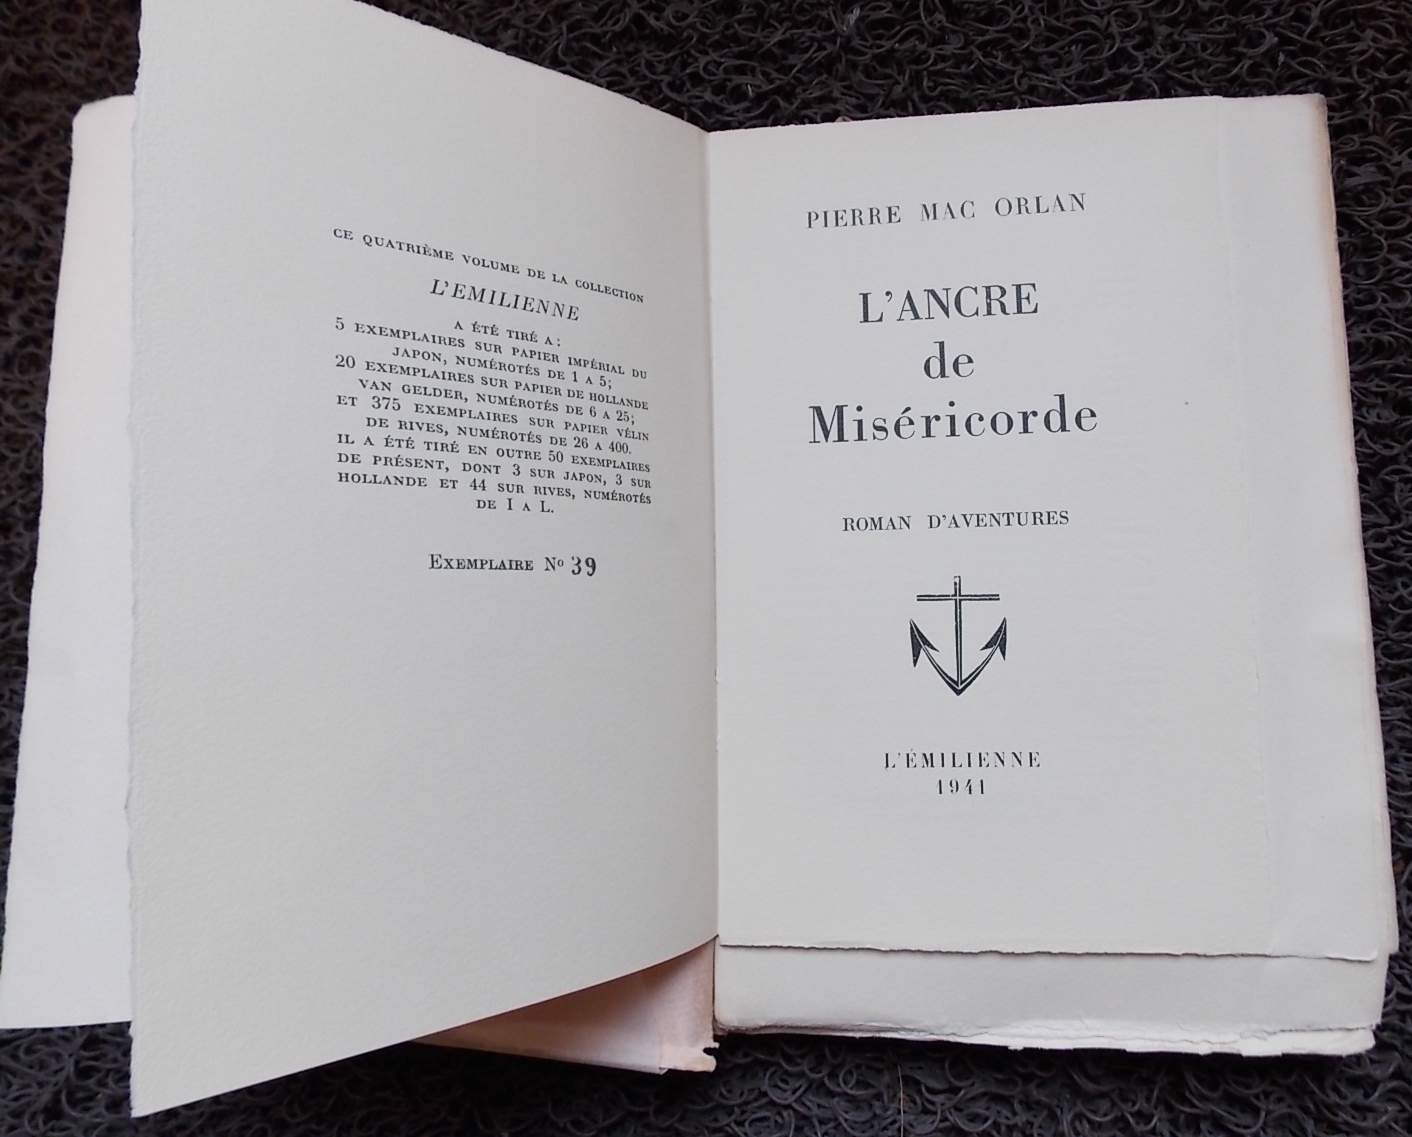 CE QUATRIÈME VOLUME DE LA COLLECTION
L'EMILIENNE
A ÉTÉ TIRÉ A :
5 EXEMPLAIRES SUR PAPIER IMPÉRIAL DU
JAPON, NUMÉROTÉS DE 1 A 5;
20 EXEMPLAIRES SUR PAPIER DE HOLLANDE
VAN GELDER, NUMÉROTÉS DE 6 A 25;
ET 375 EXEMPLAIRES SUR PAPIER VÉLIN
DE RIVES, NUMÉROTÉS DE 26 A 400.
IL A ÉTÉ TIRÉ EN OUTRE 50 EXEMPLAIRES
DE PRÉSENT, DONT 3 SUR JAPON, 3 SUR
HOLLANDE ET 44 SUR RIVES, NUMÉROTÉS
DE I A L.
EXEMPLAIRE Nº 39
PIERRE MAC ORLAN
L'ANCRE
de
Miséricorde
ROMAN D'AVENTURES
L'ÉMILIENNE
1941